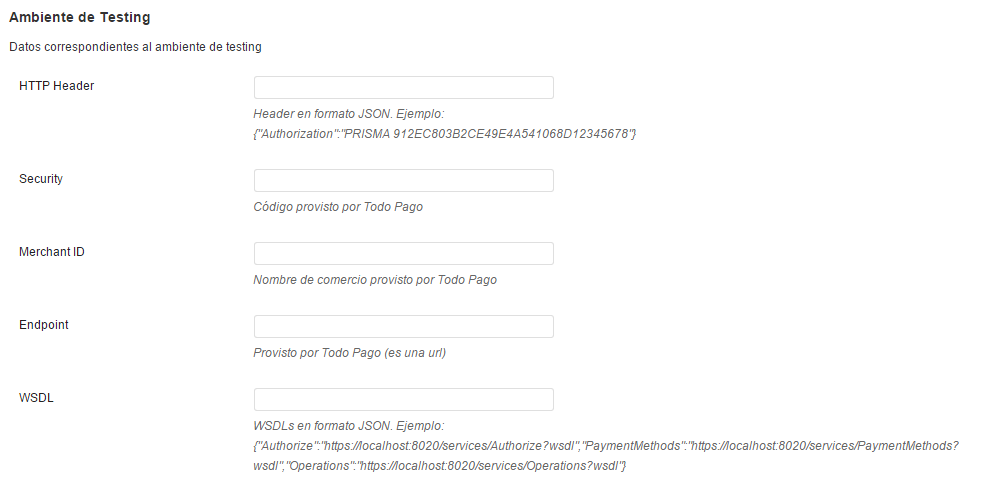 Ambiente de Testing
Datos correspondientes al ambiente de testing
HTTP Header
Header en formato JSON. Ejemplo:
{"Authorization":"PRISMA 912EC803B2CE49E4A541068D12345678"}
Security
Código provisto por Todo Pago
Merchant ID
Nombre de comercio provisto por Todo Pago
Endpoint
Provisto por Todo Pago (es una url)
WSDL
WSDLs en formato JSON. Ejemplo:
{"Authorize":"https://localhost:8020/services/Authorize?wsdl","PaymentMethods":"https://localhost:8020/services/PaymentMethods?
wsdl","Operations":"https://localhost:8020/services/Operations?wsdl"}